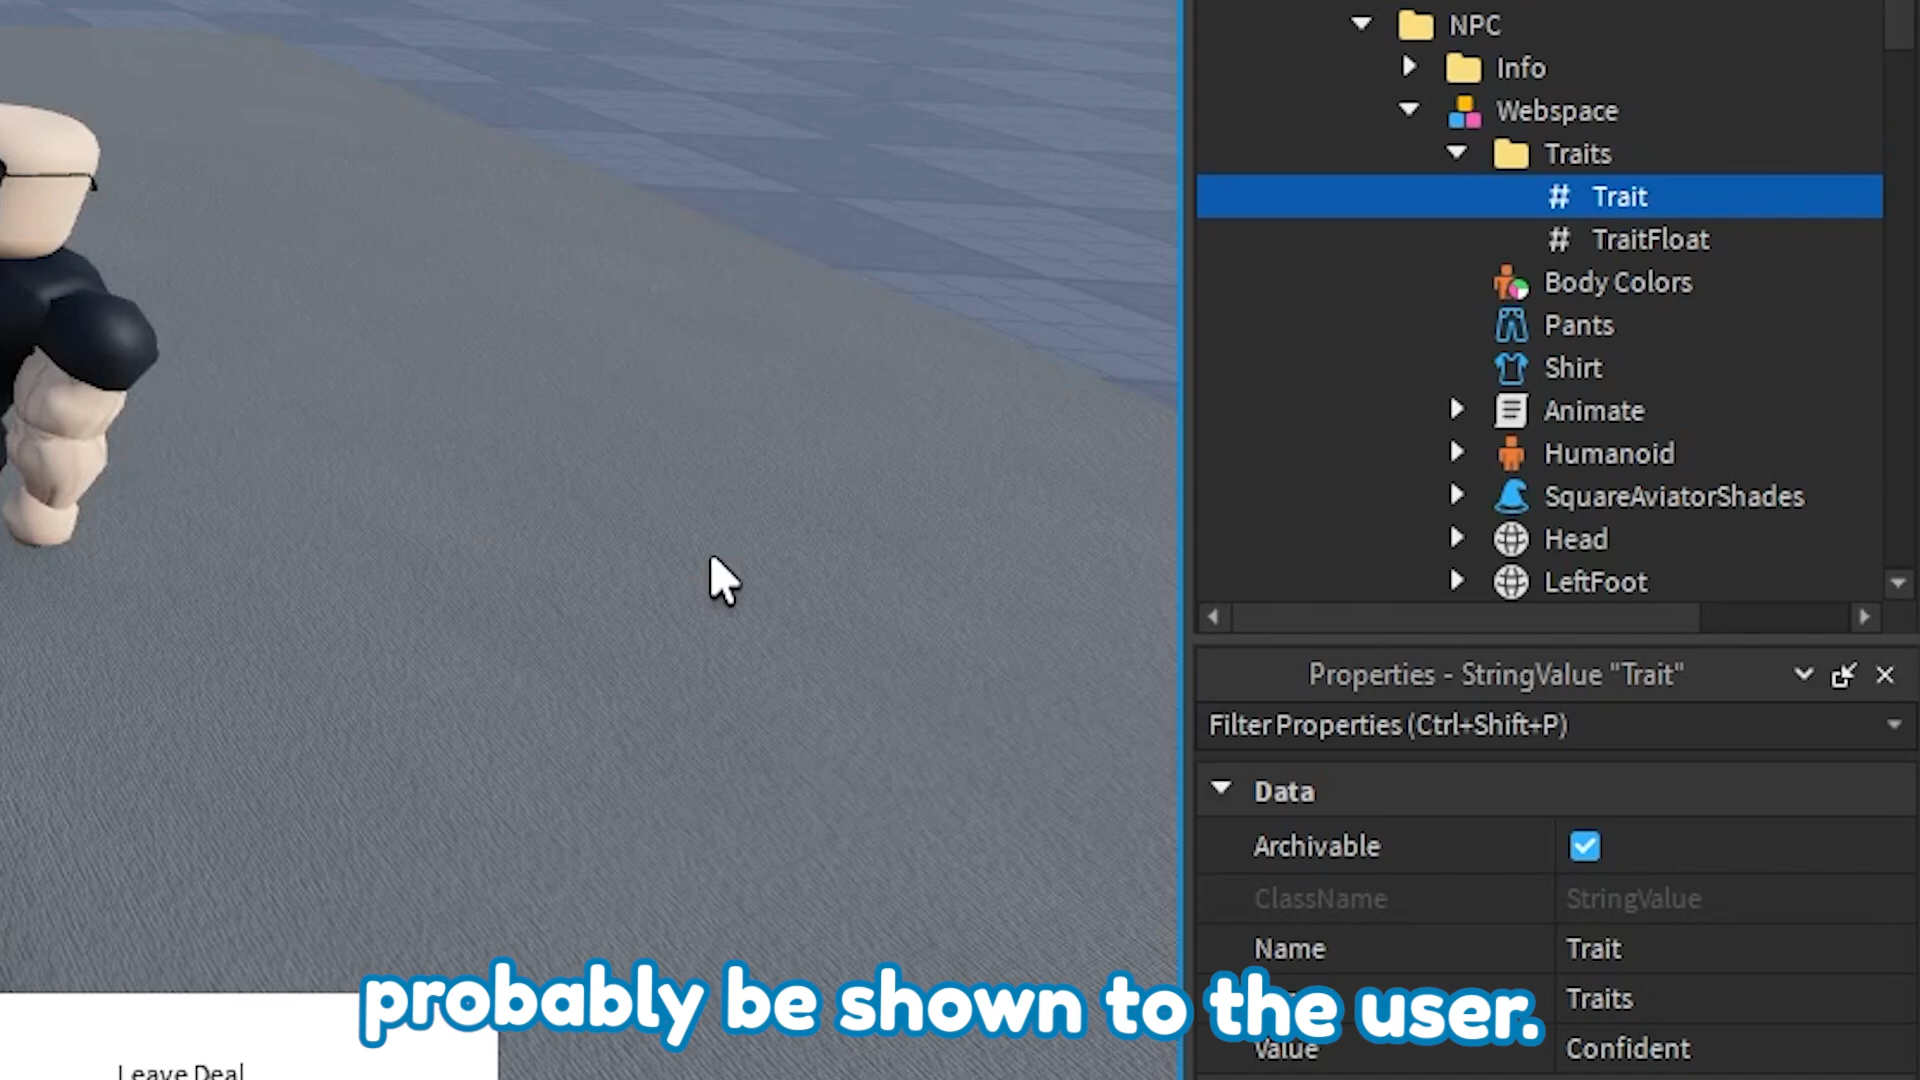 NPC
Info
Webspace
Traits
# Trait
# TraitFloat
Body Colors
Pants
Shirt
Animate
Humanoid
SquareAviatorShades
Head
LeftFoot
Properties - StringValue "Trait"
Filter Properties (Ctrl+Shift+P)
Data
Archivable
ClassName StringValue
Name Trait
Traits
Value Confident
probably be shown to the user.
Leave Deal